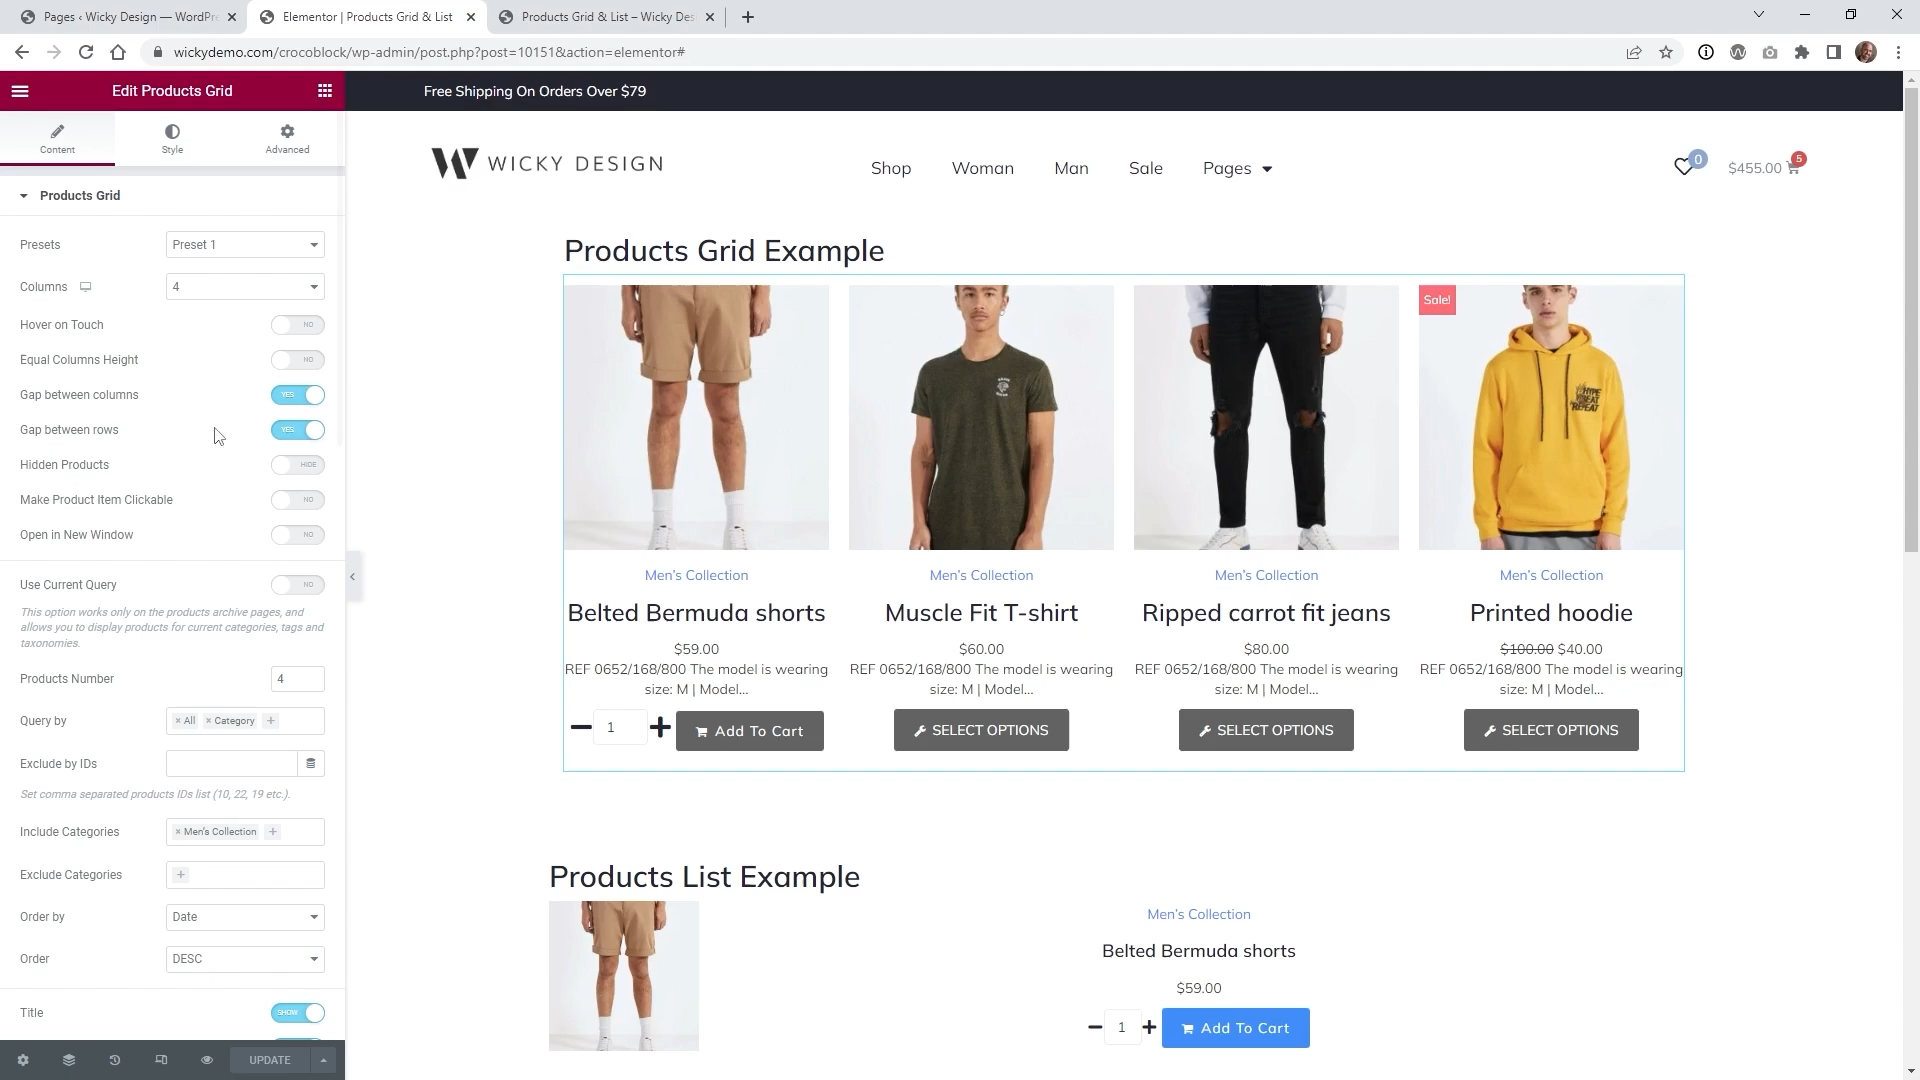 Pages ‹ Wicky Design — WordPre
Elementor | Products Grid & List
Products Grid & List – Wicky Des
wickydemo.com/crocoblock/wp-admin/post.php?post=10151&action=elementor#
Edit Products Grid
Free Shipping On Orders Over $79
Content
Style
Advanced
WICKY DESIGN
Shop
Woman
Man
Sale
Pages
0
$455.00
5
Products Grid
Presets
Preset 1
Columns
4
Hover on Touch
NO
Equal Columns Height
NO
Gap between columns
YES
Gap between rows
YES
Hidden Products
HIDE
Make Product Item Clickable
NO
Open in New Window
NO
Use Current Query
NO
This option works only on the products archive pages, and
allows you to display products for current categories, tags and
taxonomies.
Products Number
4
Query by
× All × Category +
Exclude by IDs
Set comma separated products IDs list (10, 22, 19 etc.).
Include Categories
× Men's Collection +
Exclude Categories
+
Order by
Date
Order
DESC
Title
SHOW
UPDATE
Products Grid Example
Sale!
HYPE
REPEAT
Men's Collection
Belted Bermuda shorts
$59.00
REF 0652/168/800 The model is wearing
size: M | Model...
1
Add To Cart
Men's Collection
Muscle Fit T-shirt
$60.00
REF 0652/168/800 The model is wearing
size: M | Model...
SELECT OPTIONS
Men's Collection
Ripped carrot fit jeans
$80.00
REF 0652/168/800 The model is wearing
size: M | Model...
SELECT OPTIONS
Men's Collection
Printed hoodie
$100.00 $40.00
REF 0652/168/800 The model is wearing
size: M | Model...
SELECT OPTIONS
Products List Example
Men's Collection
Belted Bermuda shorts
$59.00
1
Add To Cart